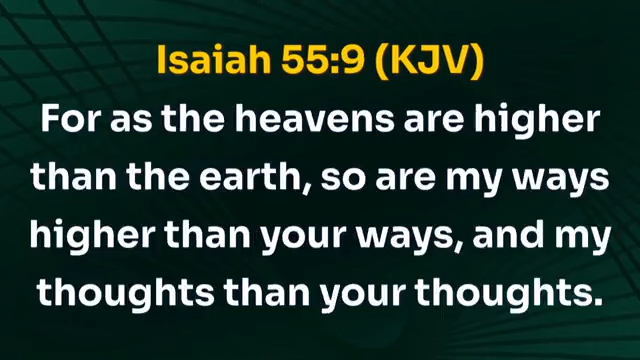 Isaiah 55:9 (KJV)
For as the heavens are higher
than the earth, so are my ways
higher than your ways, and my
thoughts than your thoughts.